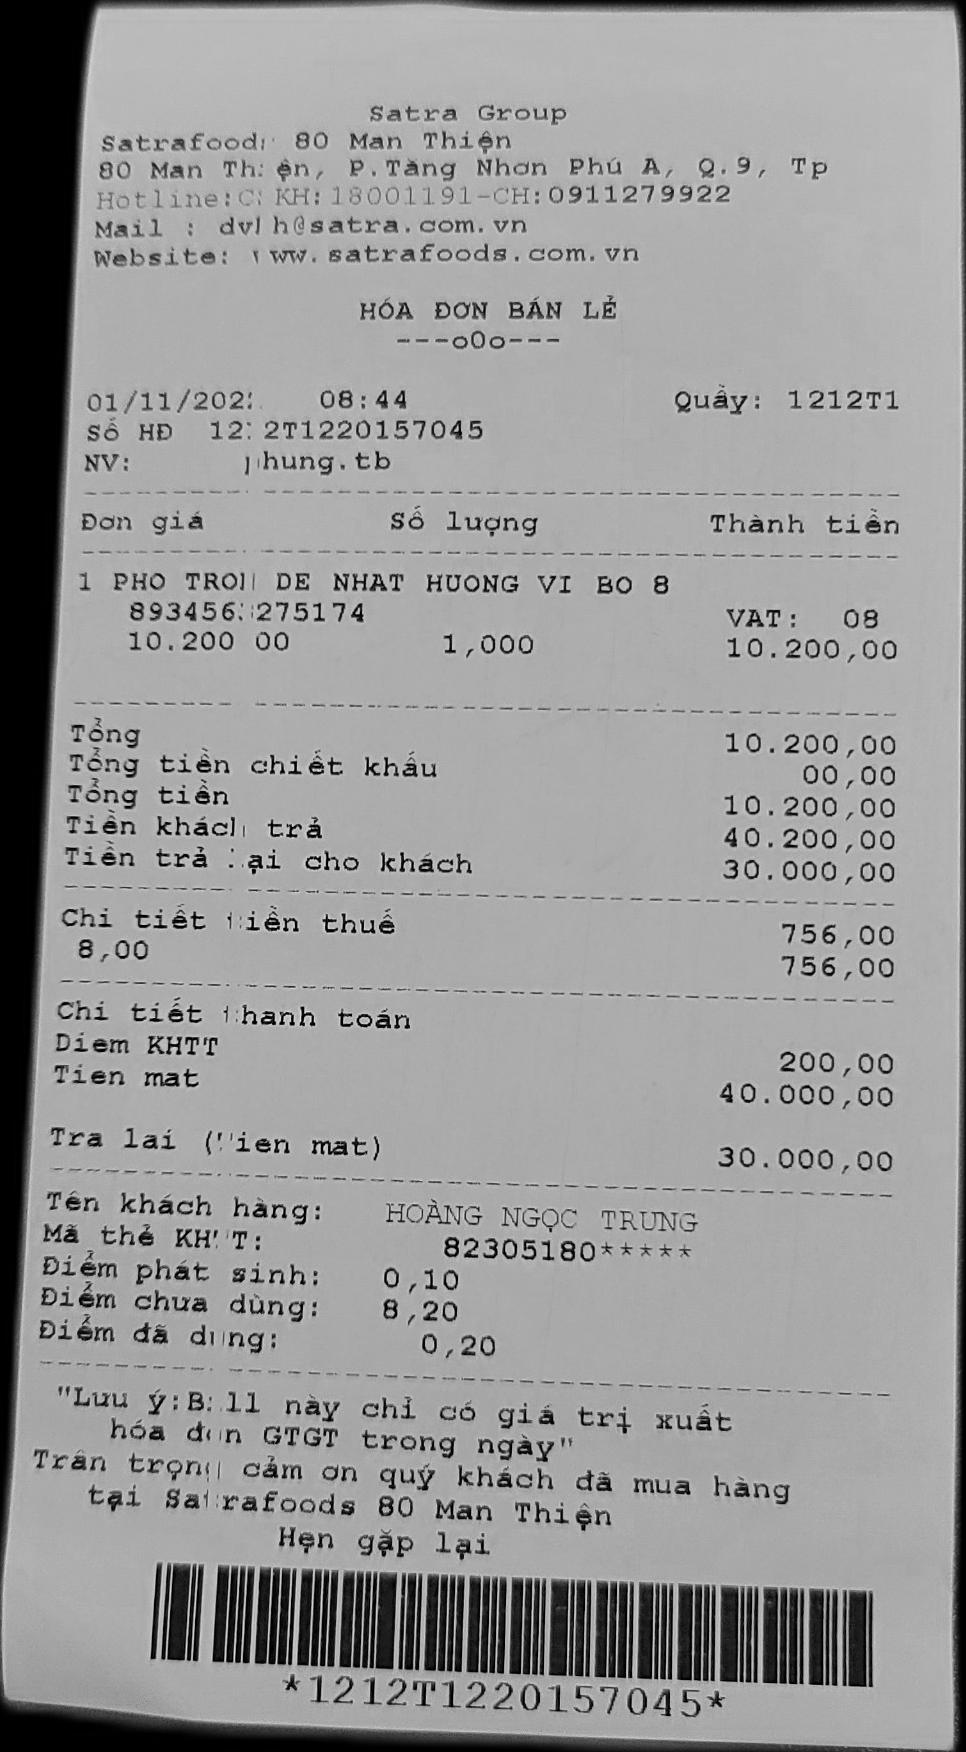 Satra Group
Satrafoods 80 Man Thiện
80 Man Thiện, P.Tăng Nhơn Phú A, Q.9, Tp
Hotline:CSKH:18001191-CH:0911279922
Mail : dvkh@satra.com.vn
Website: www.satrafoods.com.vn
HÓA ĐƠN BÁN LẺ
---o0o---
08:44 Quầy: 1212T1
Số HĐ 1212T1220157045
NV: phung.tb
Đơn giá Số lượng Thành tiền
1 PHO TRON DE NHAT HUONG VI BO 8
VAT: 08
10.200,00 1,000 10.200,00
Tổng 10.200,00
Tổng tiền chiết khấu 00,00
Tổng tiền 10.200,00
Tiền khách trả 40.200,00
Tiền trả lại cho khách 30.000,00
Chi tiết tiền thuế 756,00
8,00 756,00
Chi tiết thanh toán
Diem KHTT 200,00
Tien mat 40.000,00
Tra lai (Tien mat) 30.000,00
Tên khách hàng: HOÀNG NGỌC TRUNG
Mã thẻ KHTT: 82305180*****
Điểm phát sinh: 0,10
Điểm chưa dùng: 8,20
Điểm đã dùng: 0,20
"Lưu ý:Bill này chỉ có giá trị xuất
hóa đơn GTGT trong ngày"
Trân trọng cảm ơn quý khách đã mua hàng
tại Satrafoods 80 Man Thiện
Hẹn gặp lại
*1212T1220157045*